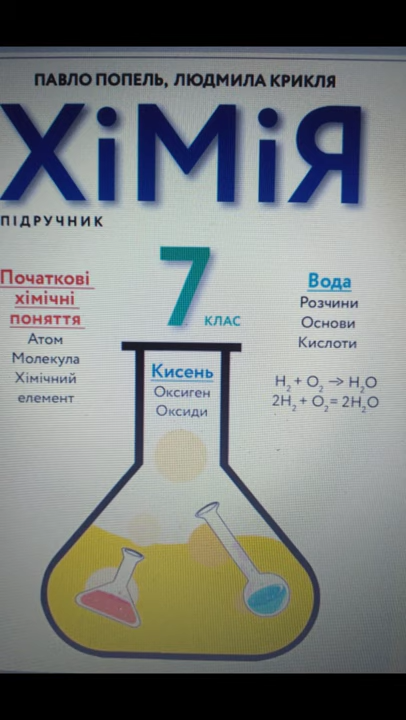 ПАВЛО ПОПЕЛЬ, ЛЮДМИЛА КРИКЛЯ
ХіМіЯ
ПІДРУЧНИК
7
КЛАС
Початкові
хімічні
поняття
Атом
Молекула
Хімічний
елемент
Кисень
Оксиген
Оксиди
Вода
Розчини
Основи
Кислоти
H₂ + O₂ → H₂O
2H₂ + O₂ = 2H₂O